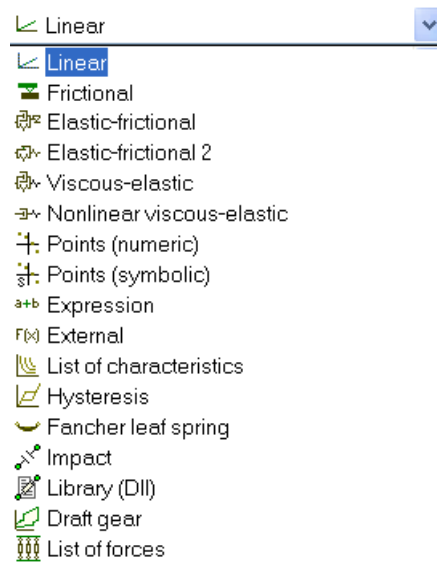 Linear
Linear
Frictional
Elastic-frictional
Elastic-frictional 2
Viscous-elastic
Nonlinear viscous-elastic
Points (numeric)
S Points (symbolic)
a+b Expression
F(x) External
List of characteristics
Hysteresis
Fancher leaf spring
Impact
Library (Dll)
Draft gear
List of forces